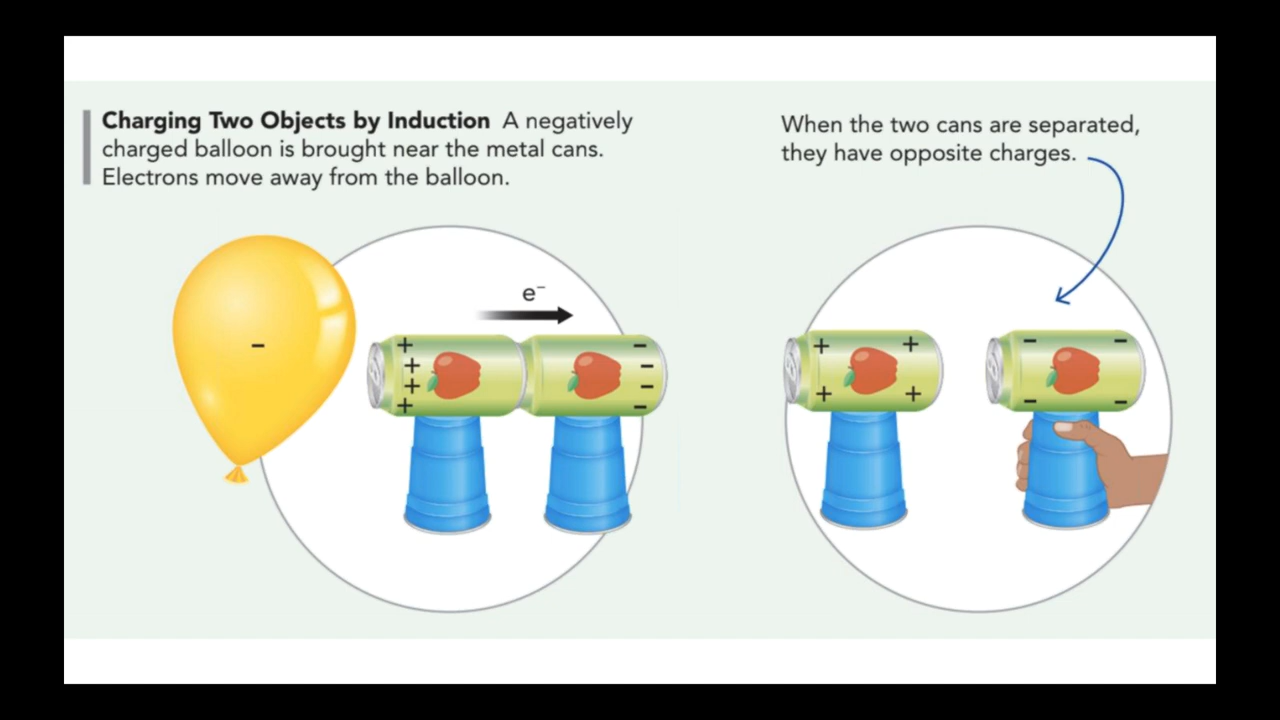 Charging Two Objects by Induction A negatively
charged balloon is brought near the metal cans.
Electrons move away from the balloon.
When the two cans are separated,
they have opposite charges.
e⁻
−
+
+
+
+
−
−
−
−
+ +
+ +
− −
− −